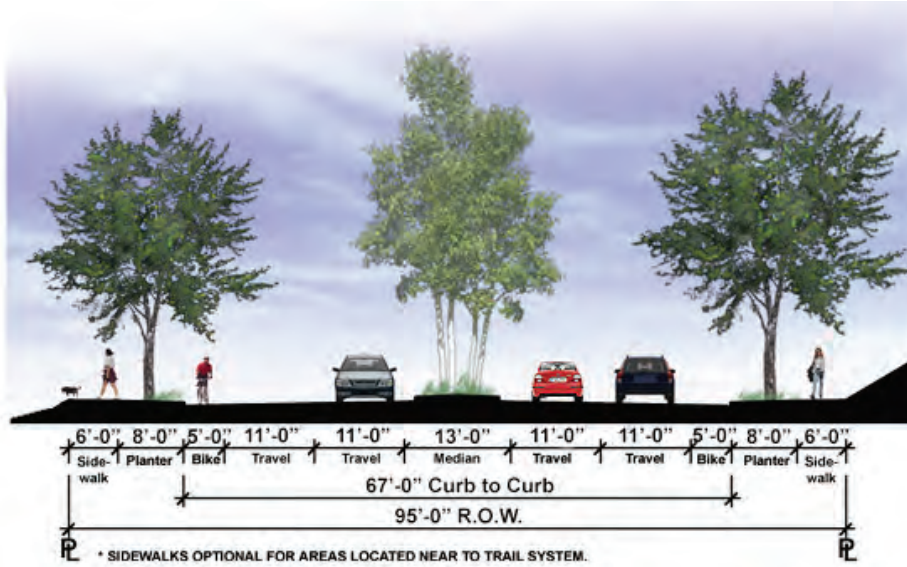 6'-0" 8'-0" 5'-0" 11'-0" 11'-0" 13'-0" 11'-0" 11'-0" 5'-0" 8'-0" 6'-0"
Side-walk Planter Bike Travel Travel Median Travel Travel Bike Planter Side-walk
67'-0" Curb to Curb
95'-0" R.O.W.
PL * SIDEWALKS OPTIONAL FOR AREAS LOCATED NEAR TO TRAIL SYSTEM. PL